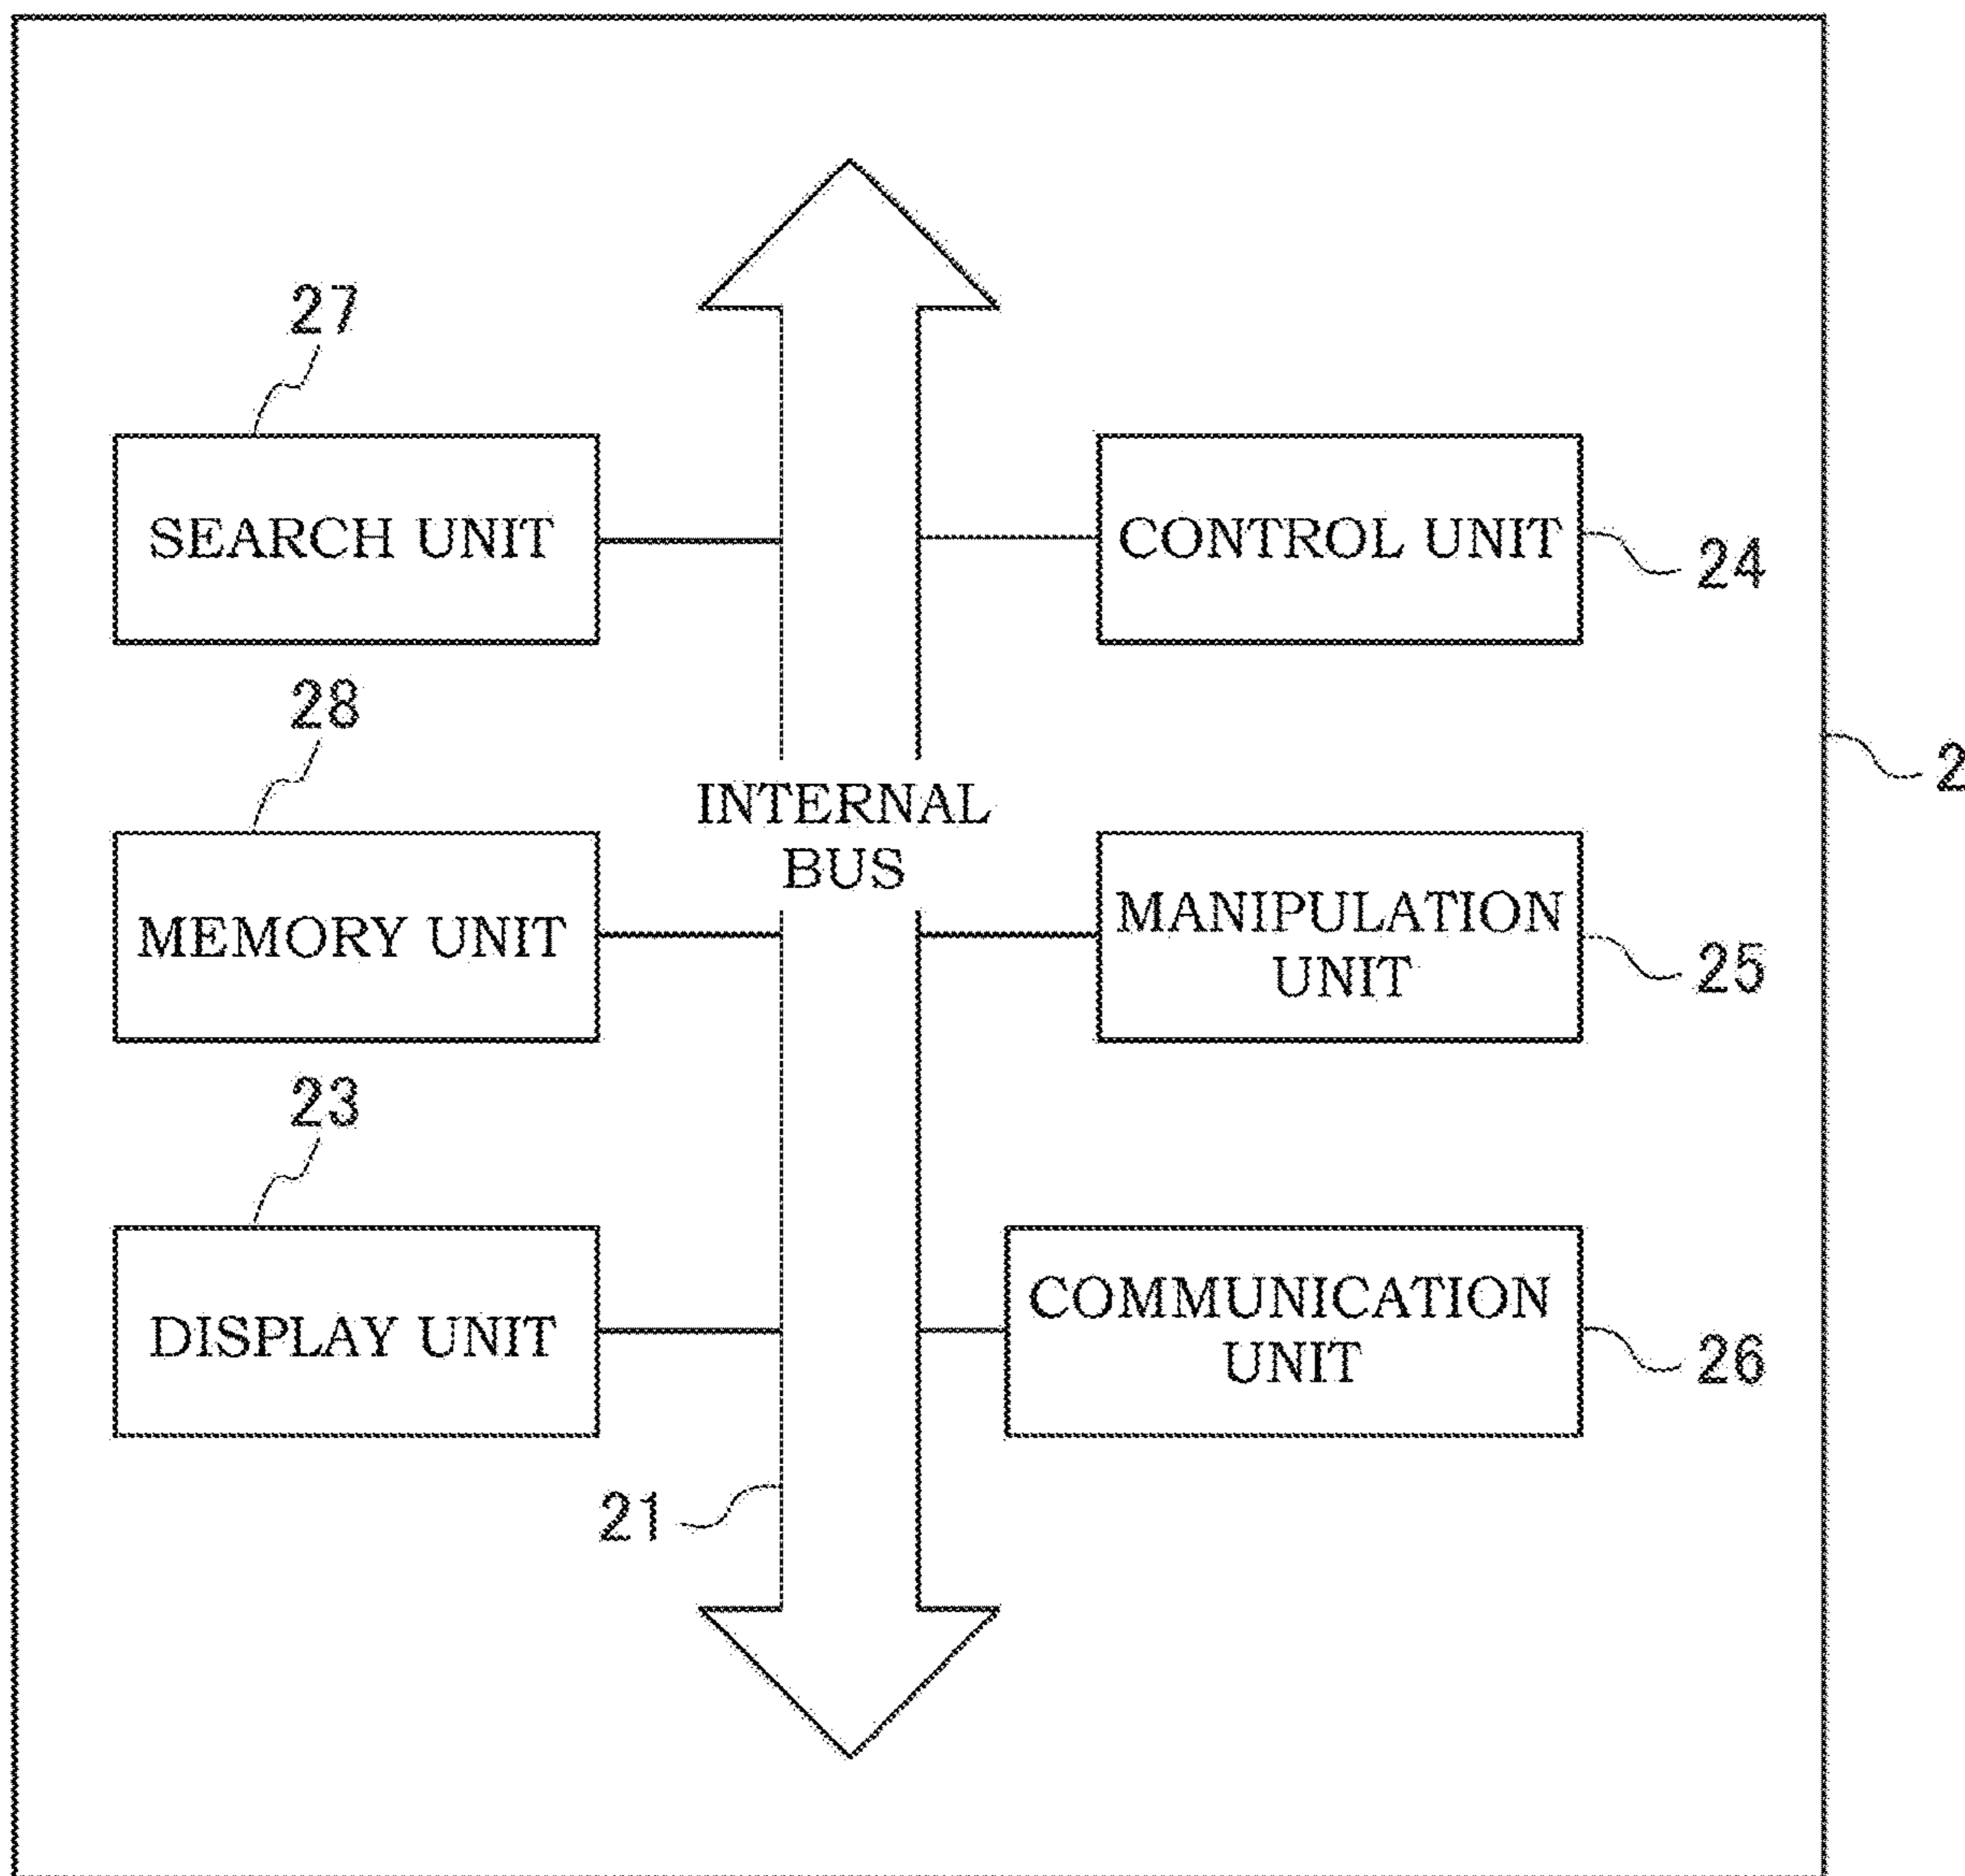 27
SEARCH UNIT
CONTROL UNIT
24
28
2
INTERNAL
BUS
MEMORY UNIT
MANIPULATION
UNIT
25
23
DISPLAY UNIT
COMMUNICATION
UNIT
26
21